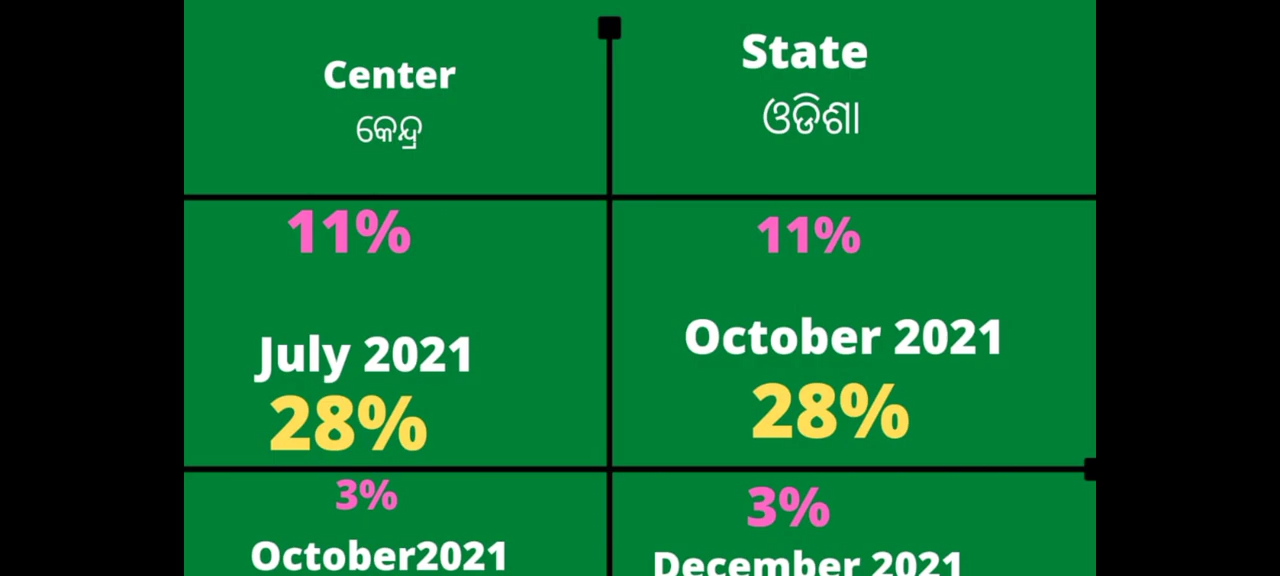 Center
କେନ୍ଦ୍ର
State
ଓଡିଶା
11%
July 2021
28%
11%
October 2021
28%
3%
October2021
3%
December 2021